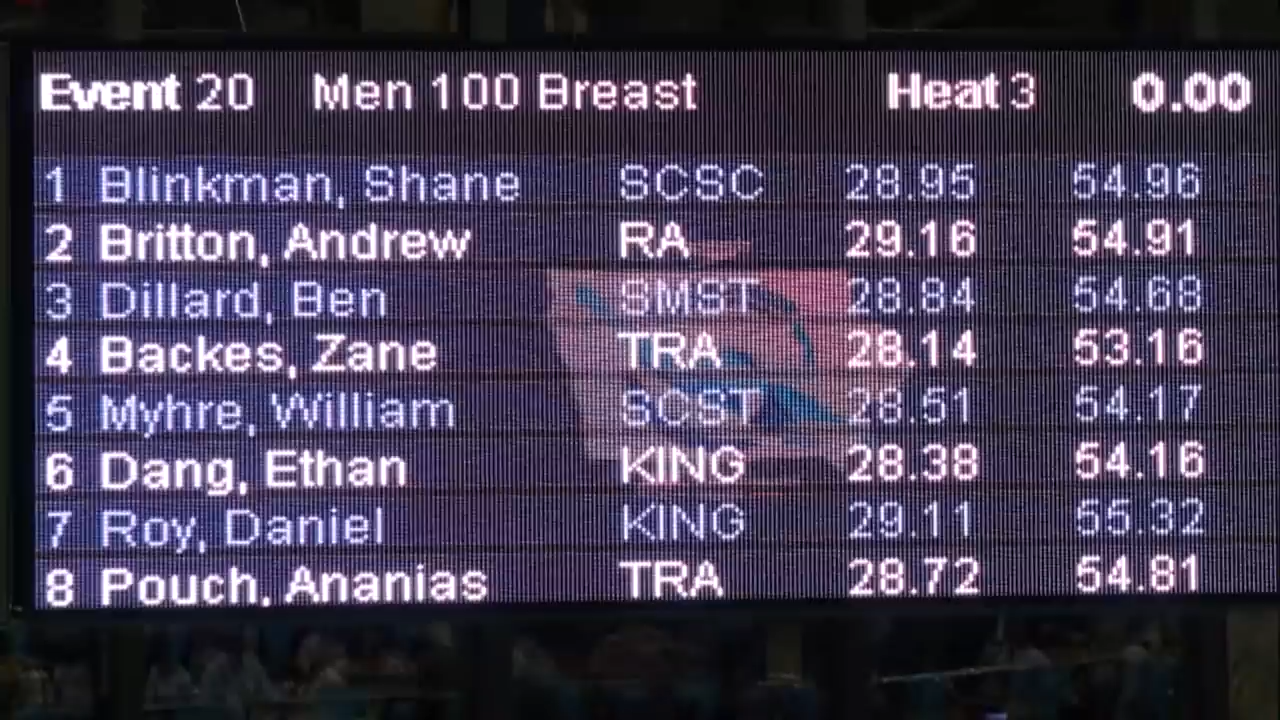 Event 20 Men 100 Breast Heat 3 0.00
1 Blinkman, Shane SCSC 28.95 54.96
2 Britton, Andrew RA 29.16 54.91
3 Dillard, Ben SMST 28.84 54.68
4 Backes, Zane TRA 28.14 53.16
5 Myhre, William SCST 28.51 54.17
6 Dang, Ethan KING 28.38 54.16
7 Roy, Daniel KING 29.11 55.32
8 Pouch, Ananias TRA 28.72 54.81